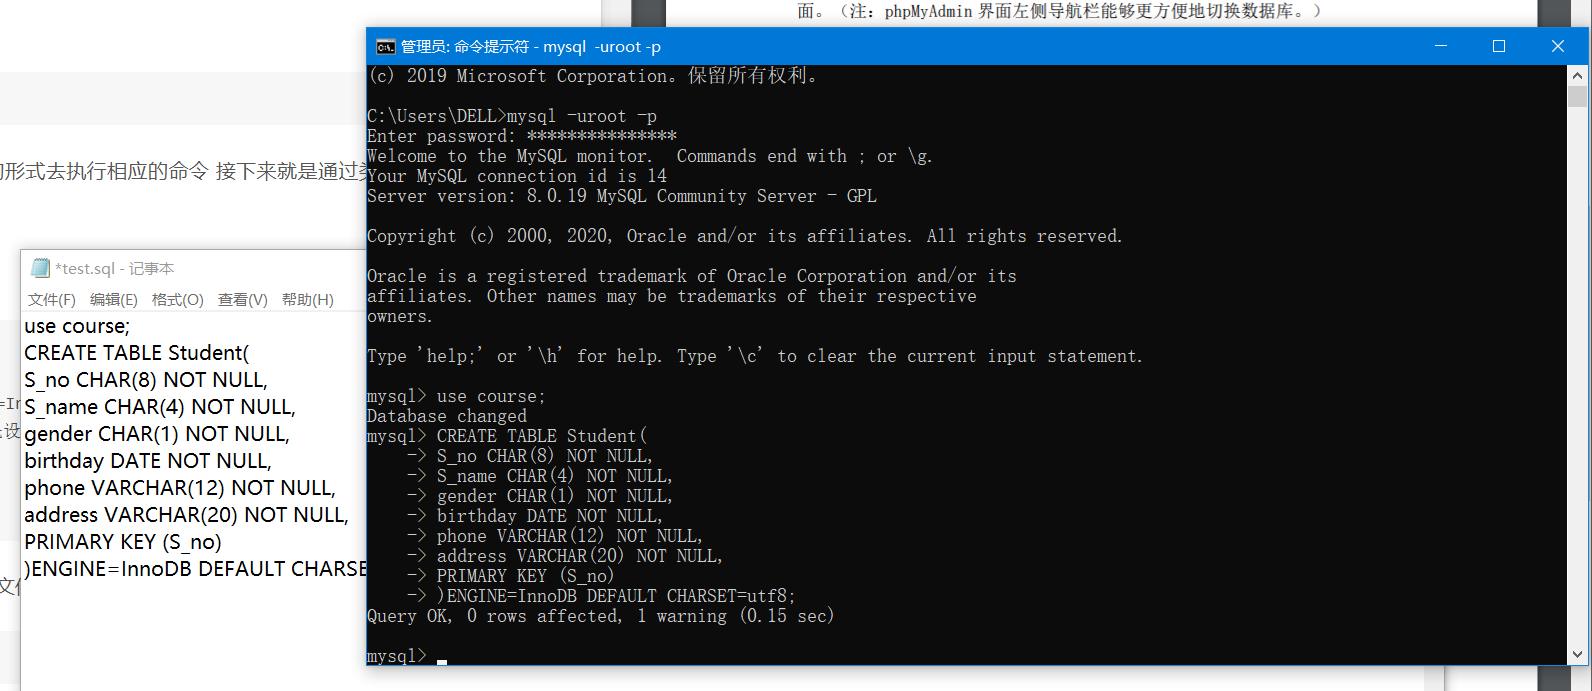 面。（注：phpMyAdmin 界面左侧导航栏能够更方便地切换数据库。）
管理员: 命令提示符 - mysql  -uroot -p
(c) 2019 Microsoft Corporation。保留所有权利。
C:\Users\DELL>mysql -uroot -p
Enter password: ***************
Welcome to the MySQL monitor.  Commands end with ; or \g.
Your MySQL connection id is 14
Server version: 8.0.19 MySQL Community Server - GPL
Copyright (c) 2000, 2020, Oracle and/or its affiliates. All rights reserved.
Oracle is a registered trademark of Oracle Corporation and/or its
affiliates. Other names may be trademarks of their respective
owners.
Type 'help;' or '\h' for help. Type '\c' to clear the current input statement.
mysql> use course;
Database changed
mysql> CREATE TABLE Student(
    -> S_no CHAR(8) NOT NULL,
    -> S_name CHAR(4) NOT NULL,
    -> gender CHAR(1) NOT NULL,
    -> birthday DATE NOT NULL,
    -> phone VARCHAR(12) NOT NULL,
    -> address VARCHAR(20) NOT NULL,
    -> PRIMARY KEY (S_no)
    -> )ENGINE=InnoDB DEFAULT CHARSET=utf8;
Query OK, 0 rows affected, 1 warning (0.15 sec)
mysql>
形式去执行相应的命令 接下来就是通过
*test.sql - 记事本
文件(F) 编辑(E) 格式(O) 查看(V) 帮助(H)
use course;
CREATE TABLE Student(
S_no CHAR(8) NOT NULL,
S_name CHAR(4) NOT NULL,
gender CHAR(1) NOT NULL,
birthday DATE NOT NULL,
phone VARCHAR(12) NOT NULL,
address VARCHAR(20) NOT NULL,
PRIMARY KEY (S_no)
)ENGINE=InnoDB DEFAULT CHARSE
=In
设
文